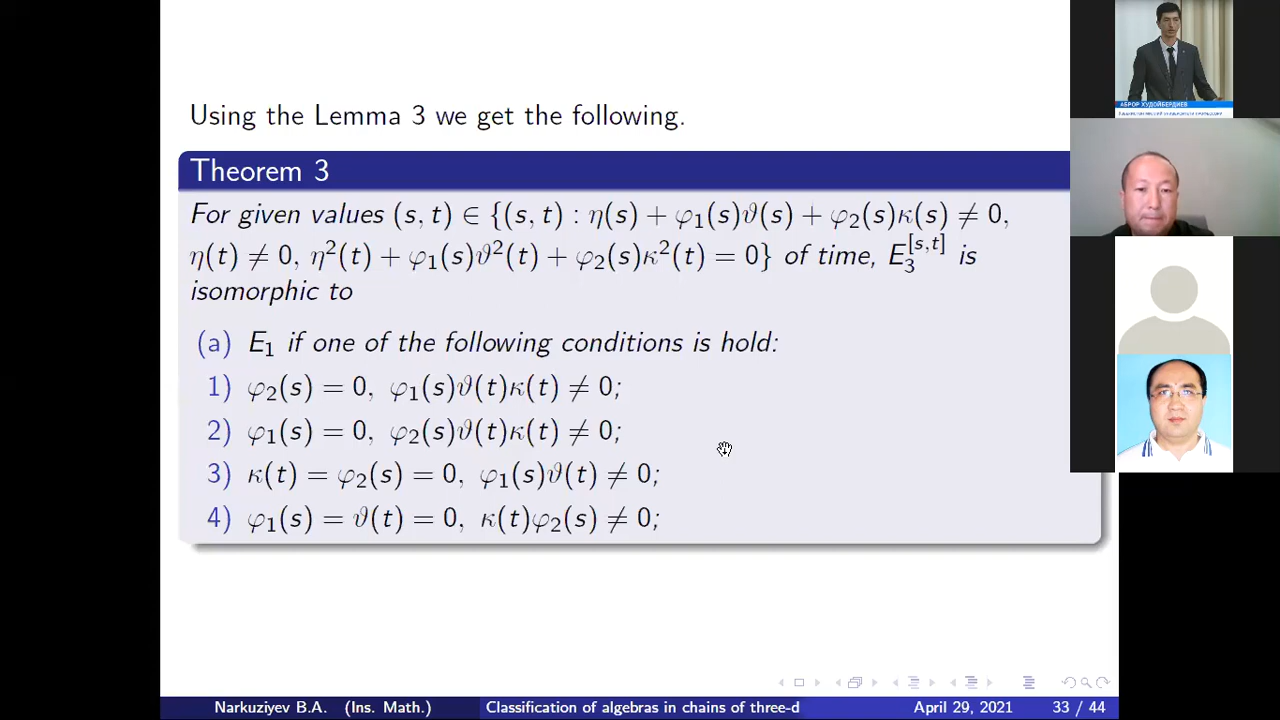 Using the Lemma 3 we get the following.
Theorem 3
For given values (s, t) ∈ {(s, t) : η(s) + φ₁(s)ϑ(s) + φ₂(s)κ(s) ≠ 0,
η(t) ≠ 0, η²(t) + φ₁(s)ϑ²(t) + φ₂(s)κ²(t) = 0} of time, E₃^[s,t] is
isomorphic to
(a) E₁ if one of the following conditions is hold:
1) φ₂(s) = 0, φ₁(s)ϑ(t)κ(t) ≠ 0;
2) φ₁(s) = 0, φ₂(s)ϑ(t)κ(t) ≠ 0;
3) κ(t) = φ₂(s) = 0, φ₁(s)ϑ(t) ≠ 0;
4) φ₁(s) = ϑ(t) = 0, κ(t)φ₂(s) ≠ 0;
АБРОР ХУДОЙБЕРДИЕВ
Narkuziyev B.A. (Ins. Math.) Classification of algebras in chains of three-d April 29, 2021 33 / 44